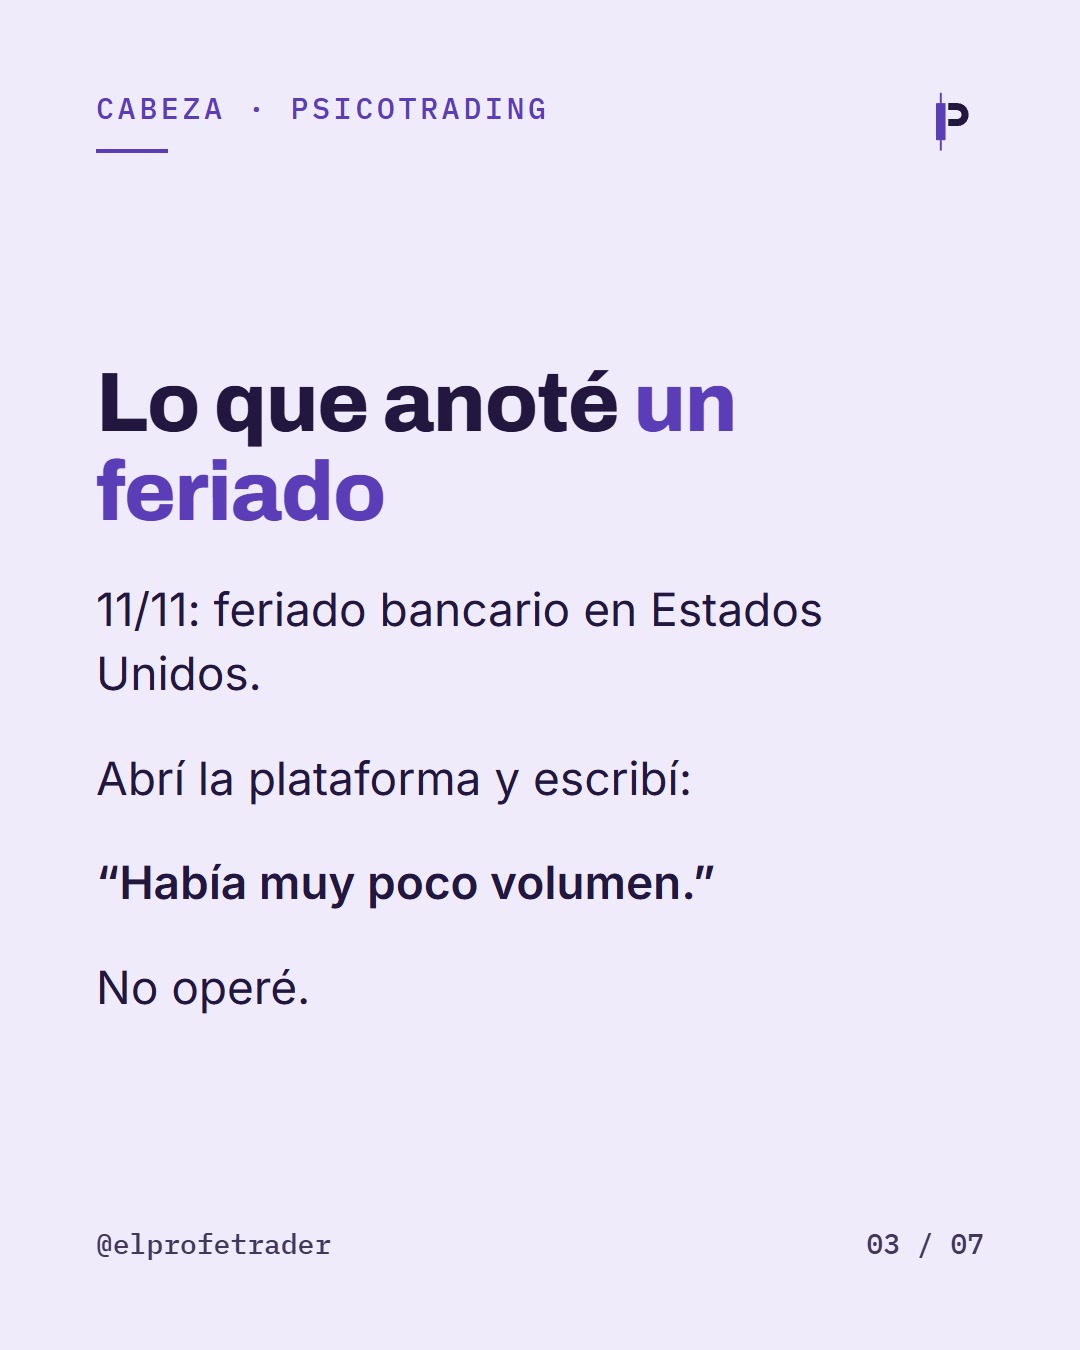 CABEZA · PSICOTRADING
Lo que anoté un
feriado
11/11: feriado bancario en Estados
Unidos.
Abrí la plataforma y escribí:
“Había muy poco volumen.”
No operé.
@elprofetrader
03 / 07